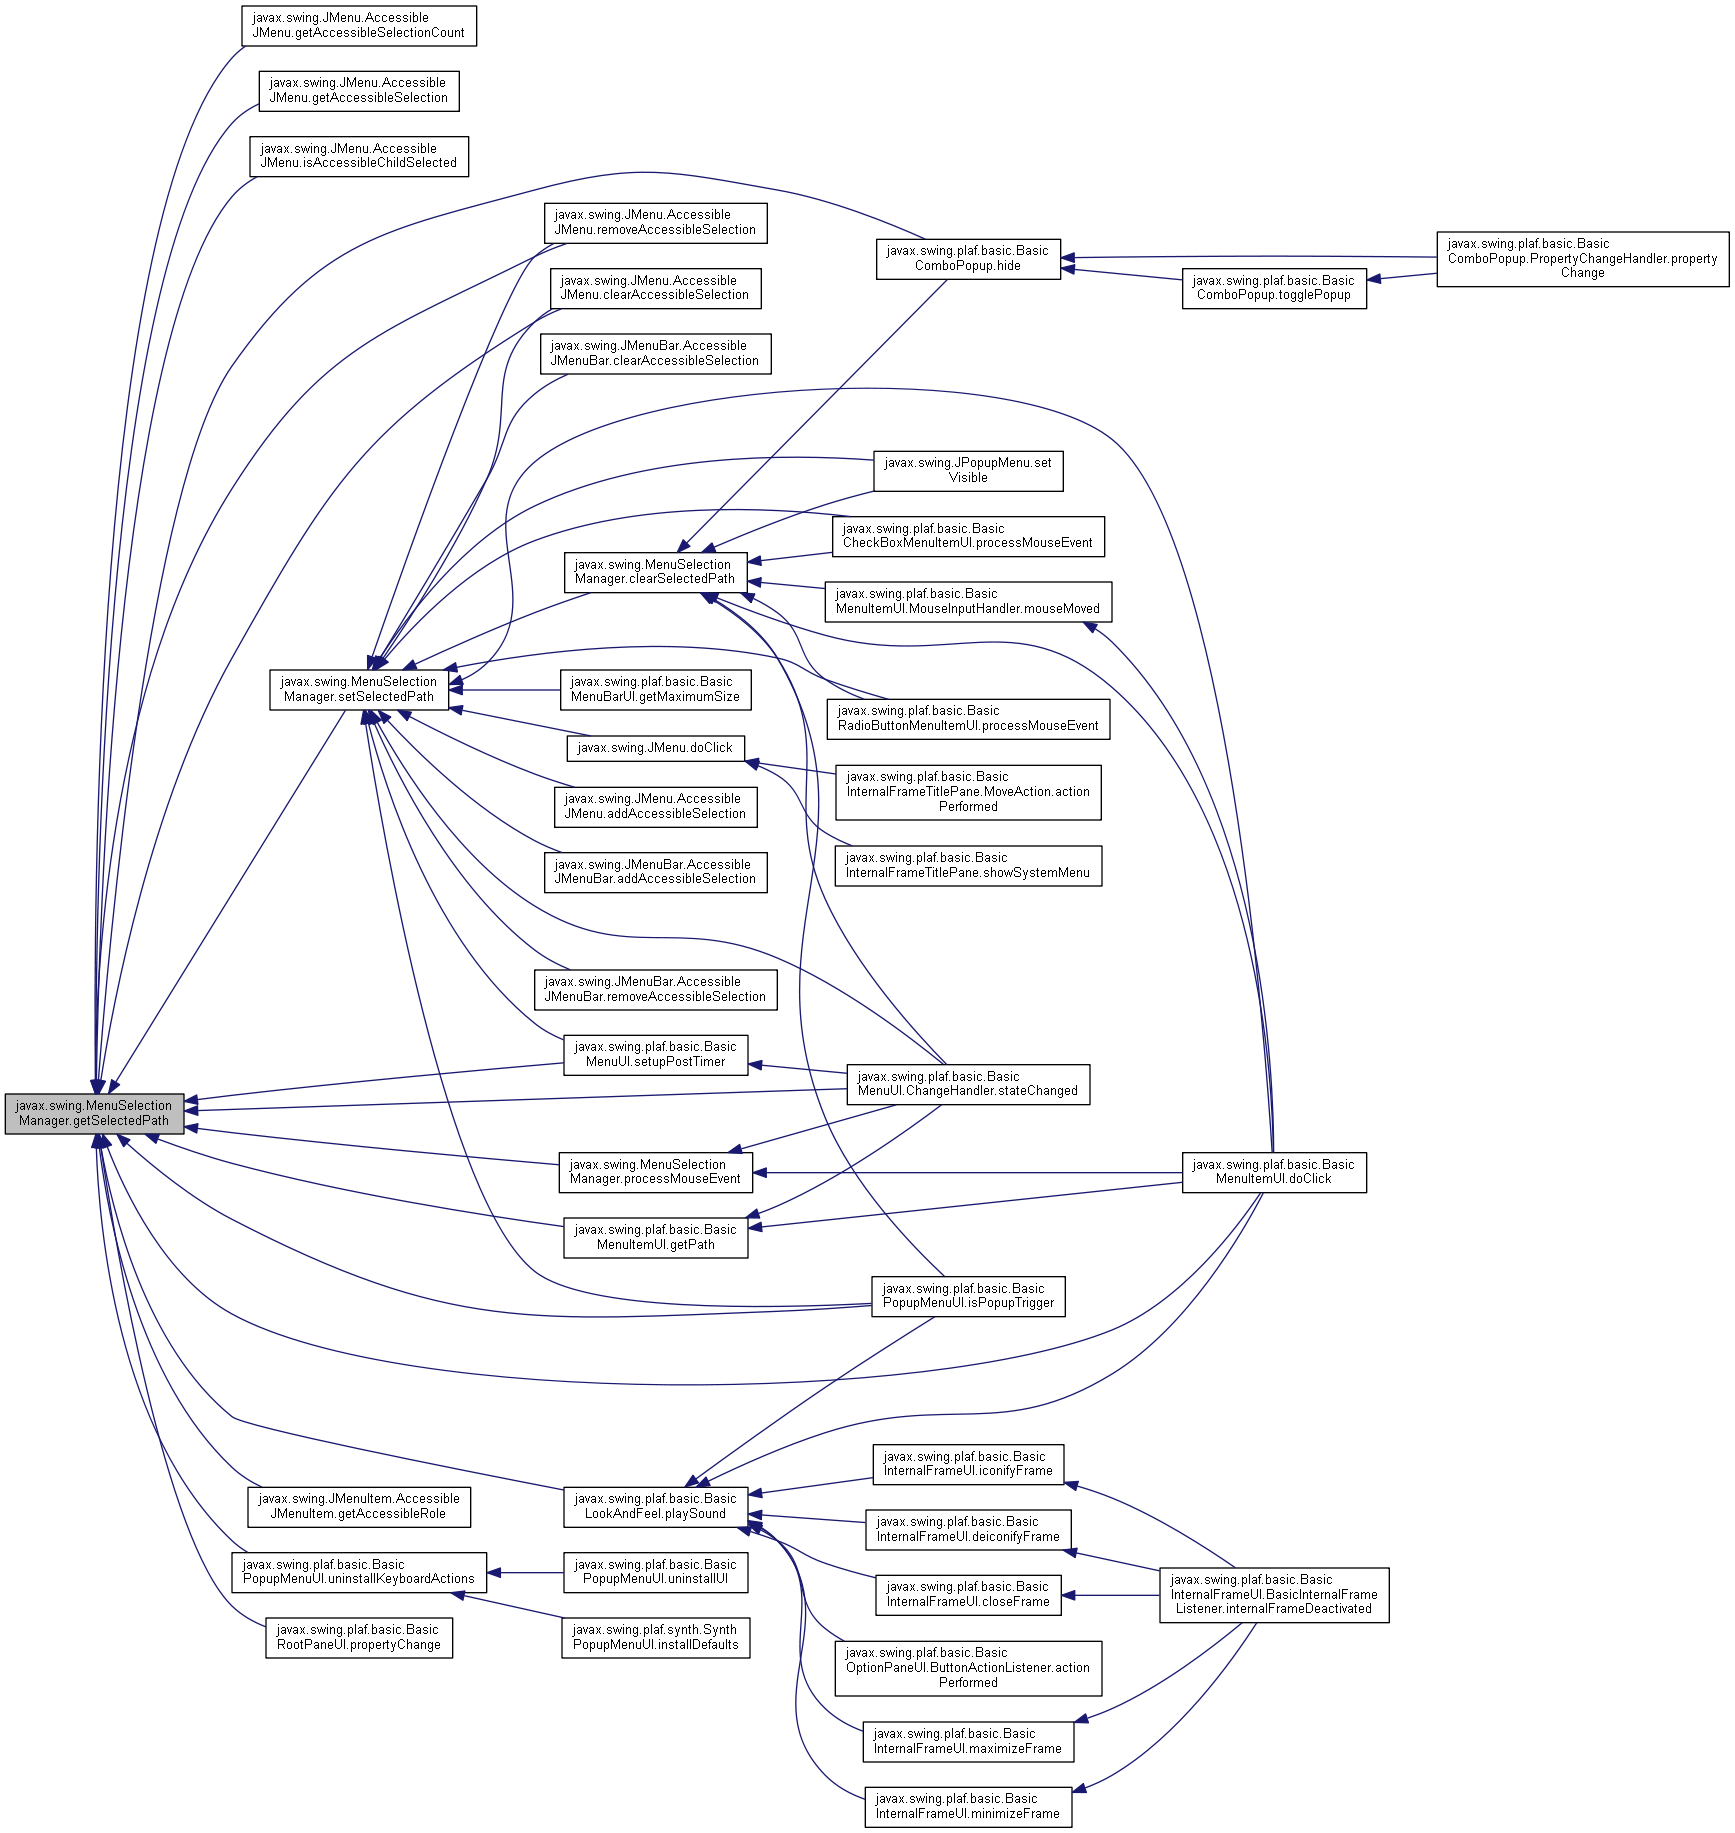 javax.swing.JMenu.Accessible
JMenu.getAccessibleSelectionCount
javax.swing.JMenu.Accessible
JMenu.getAccessibleSelection
javax.swing.JMenu.Accessible
JMenu.isAccessibleChildSelected
javax.swing.JMenu.Accessible
JMenu.removeAccessibleSelection
javax.swing.plaf.basic.Basic
ComboPopup.hide
javax.swing.plaf.basic.Basic
ComboPopup.PropertyChangeHandler.property
Change
javax.swing.JMenu.Accessible
JMenu.clearAccessibleSelection
javax.swing.plaf.basic.Basic
ComboPopup.togglePopup
javax.swing.JMenuBar.Accessible
JMenuBar.clearAccessibleSelection
javax.swing.JPopupMenu.set
Visible
javax.swing.plaf.basic.Basic
CheckBoxMenuItemUI.processMouseEvent
javax.swing.MenuSelection
Manager.clearSelectedPath
javax.swing.plaf.basic.Basic
MenuItemUI.MouseInputHandler.mouseMoved
javax.swing.MenuSelection
Manager.setSelectedPath
javax.swing.plaf.basic.Basic
MenuBarUI.getMaximumSize
javax.swing.plaf.basic.Basic
RadioButtonMenuItemUI.processMouseEvent
javax.swing.JMenu.doClick
javax.swing.plaf.basic.Basic
InternalFrameTitlePane.MoveAction.action
Performed
javax.swing.JMenu.Accessible
JMenu.addAccessibleSelection
javax.swing.plaf.basic.Basic
InternalFrameTitlePane.showSystemMenu
javax.swing.JMenuBar.Accessible
JMenuBar.addAccessibleSelection
javax.swing.JMenuBar.Accessible
JMenuBar.removeAccessibleSelection
javax.swing.plaf.basic.Basic
MenuUI.setupPostTimer
javax.swing.plaf.basic.Basic
MenuUI.ChangeHandler.stateChanged
javax.swing.MenuSelection
Manager.getSelectedPath
javax.swing.MenuSelection
Manager.processMouseEvent
javax.swing.plaf.basic.Basic
MenuItemUI.doClick
javax.swing.plaf.basic.Basic
MenuItemUI.getPath
javax.swing.plaf.basic.Basic
PopupMenuUI.isPopupTrigger
javax.swing.plaf.basic.Basic
InternalFrameUI.iconifyFrame
javax.swing.JMenuItem.Accessible
JMenuItem.getAccessibleRole
javax.swing.plaf.basic.Basic
LookAndFeel.playSound
javax.swing.plaf.basic.Basic
InternalFrameUI.deiconifyFrame
javax.swing.plaf.basic.Basic
PopupMenuUI.uninstallKeyboardActions
javax.swing.plaf.basic.Basic
PopupMenuUI.uninstallUI
javax.swing.plaf.basic.Basic
InternalFrameUI.closeFrame
javax.swing.plaf.basic.Basic
InternalFrameUI.BasicInternalFrame
Listener.internalFrameDeactivated
javax.swing.plaf.basic.Basic
RootPaneUI.propertyChange
javax.swing.plaf.synth.Synth
PopupMenuUI.installDefaults
javax.swing.plaf.basic.Basic
OptionPaneUI.ButtonActionListener.action
Performed
javax.swing.plaf.basic.Basic
InternalFrameUI.maximizeFrame
javax.swing.plaf.basic.Basic
InternalFrameUI.minimizeFrame